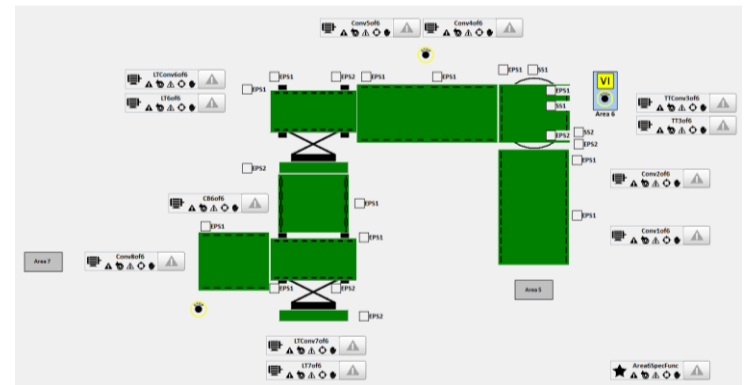 Conv5of6
Conv4of6
EPS1
SS1
LTConv6of6
EPS1
EPS2
EPS1
EPS1
EPS1
EPS1
VI
LT6of6
SS1
TTConv3of6
Area 6
TT3of6
EPS2
SS2
EPS2
EPS2
EPS1
Conv2of6
CB6of6
EPS1
EPS1
EPS1
EPS1
Conv1of6
Area 7
Conv8of6
EPS1
EPS2
Area 5
EPS2
LTConv7of6
LT7of6
Area6SpecFunc